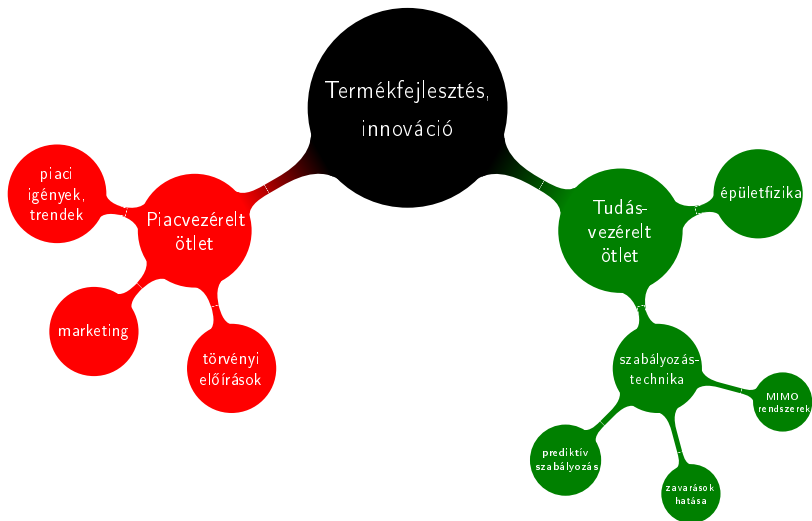 Termékfejlesztés,
innováció
piaci
igények,
trendek
Piacvezérelt
ötlet
marketing
törvényi
előírások
Tudás-
vezérelt
ötlet
épületfizika
szabályozás-
technika
MIMO
rendszerek
prediktív
szabályozás
zavarások
hatása